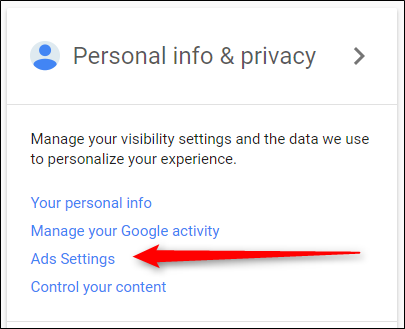 Personal info & privacy
Manage your visibility settings and the data we use
to personalize your experience.
Your personal info
Manage your Google activity
Ads Settings
Control your content